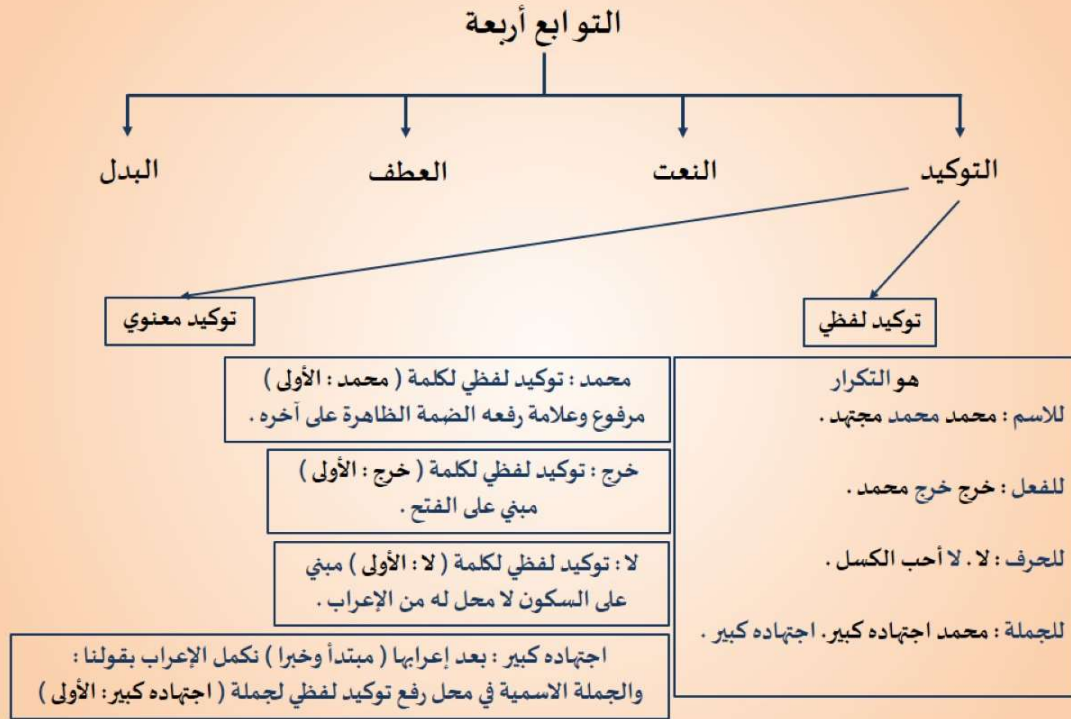 التوابع أربعة
التوكيد
النعت
العطف
البدل
توكيد لفظي
توكيد معنوي
هو التكرار
للاسم : محمد محمد مجتهد .
محمد : توكيد لفظي لكلمة ( محمد : الأولى )
مرفوع وعلامة رفعه الضمة الظاهرة على آخره .
للفعل : خرج خرج محمد .
خرج : توكيد لفظي لكلمة ( خرج : الأولى )
مبني على الفتح .
للحرف : لا . لا أحب الكسل .
لا : توكيد لفظي لكلمة ( لا : الأولى ) مبني
على السكون لا محل له من الإعراب .
للجملة : محمد اجتهاده كبير . اجتهاده كبير .
اجتهاده كبير : بعد إعرابها ( مبتدأ وخبرا ) نكمل الإعراب بقولنا :
والجملة الاسمية في محل رفع توكيد لفظي لجملة ( اجتهاده كبير : الأولى )